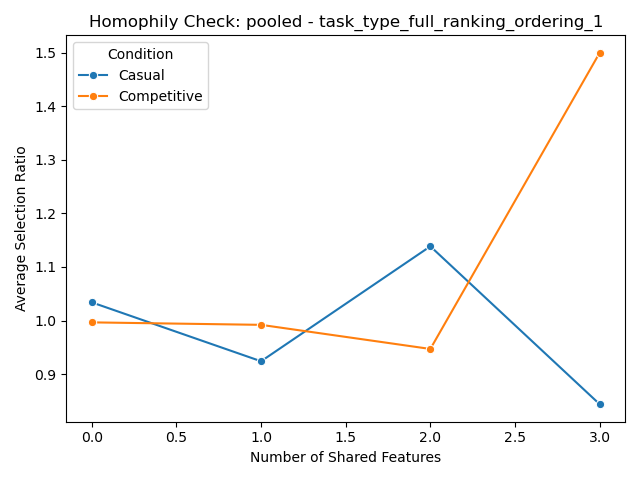 Homophily Check: pooled - task_type_full_ranking_ordering_1
Condition
Casual
Competitive
1.5
1.4
1.3
1.2
1.1
1.0
0.9
Average Selection Ratio
0.0 0.5 1.0 1.5 2.0 2.5 3.0
Number of Shared Features